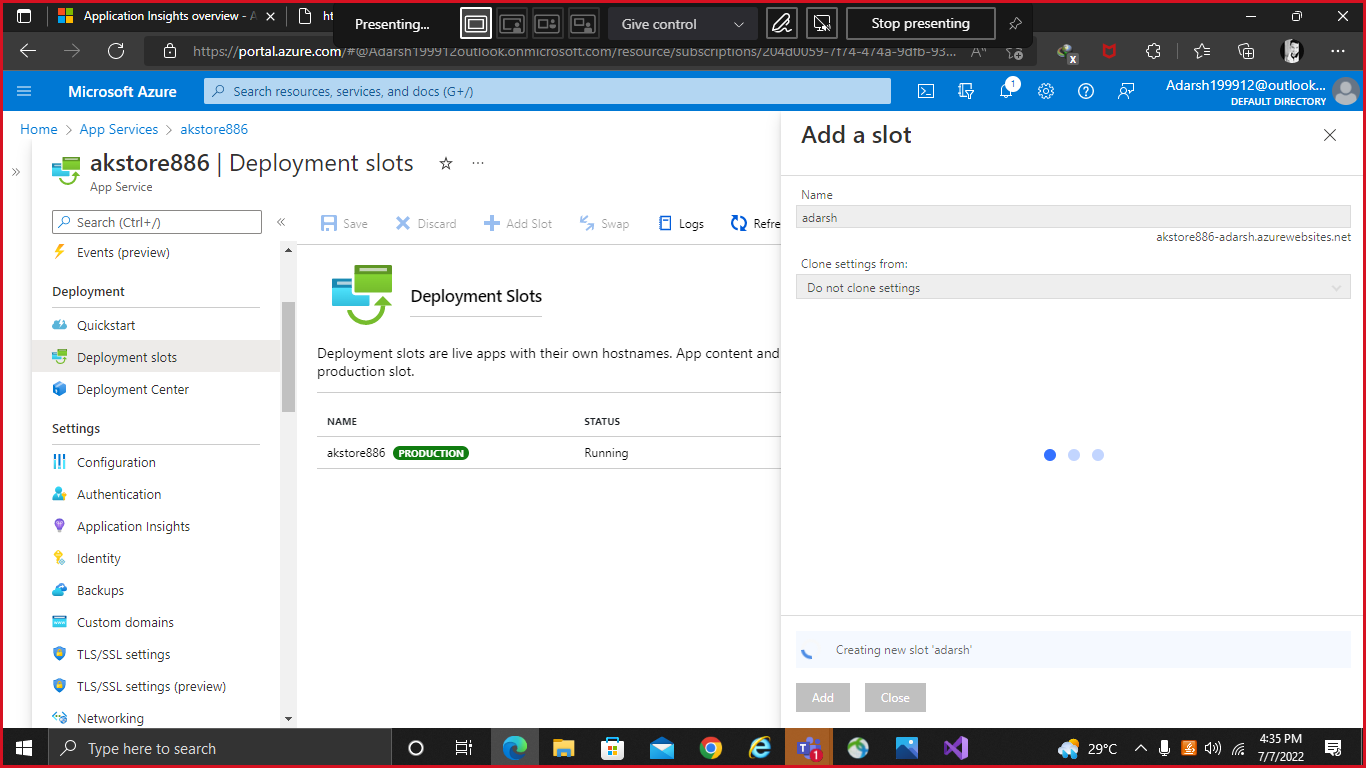 Application Insights overview - A
ht
Presenting...
Give control
Stop presenting
https://portal.azure.com/#@Adarsh199912outlook.onmicrosoft.com/resource/subscriptions/204d0059-7f74-474a-9dfb-93...
Microsoft Azure
Search resources, services, and docs (G+/)
1
Adarsh199912@outlook...
DEFAULT DIRECTORY
Home > App Services > akstore886
akstore886 | Deployment slots
App Service
Search (Ctrl+/)
Events (preview)
Deployment
Quickstart
Deployment slots
Deployment Center
Settings
Configuration
Authentication
Application Insights
Identity
Backups
Custom domains
TLS/SSL settings
TLS/SSL settings (preview)
Networking
Save
Discard
Add Slot
Swap
Logs
Refre
Deployment Slots
Deployment slots are live apps with their own hostnames. App content and
production slot.
NAME STATUS
akstore886 PRODUCTION Running
Add a slot
Name
adarsh
akstore886-adarsh.azurewebsites.net
Clone settings from:
Do not clone settings
Creating new slot 'adarsh'
Add
Close
Type here to search
1
29°C
4:35 PM
7/7/2022